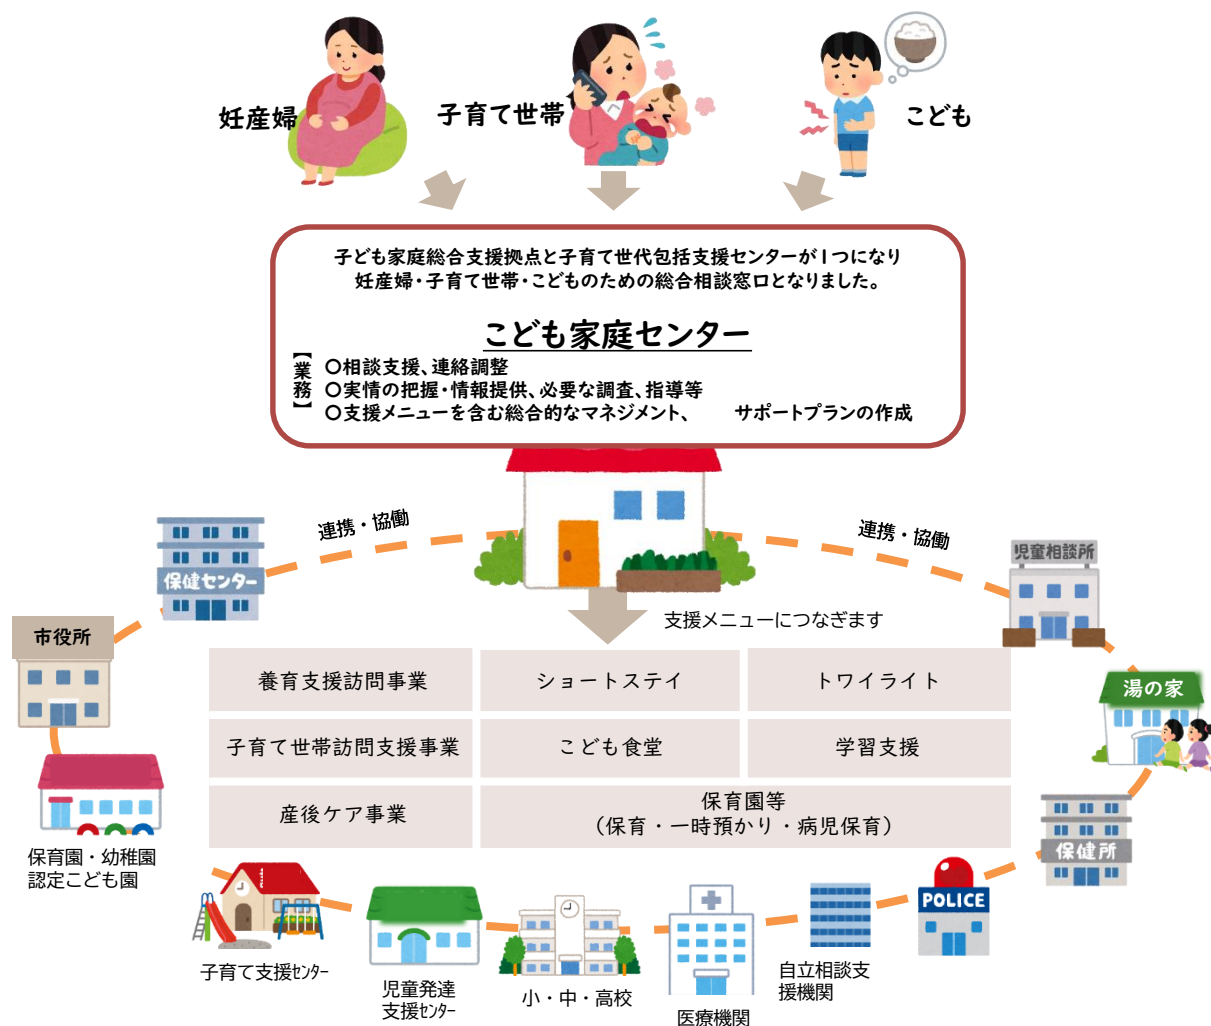 妊産婦
子育て世帯
こども
子ども家庭総合支援拠点と子育て世代包括支援センターが1つになり
妊産婦・子育て世帯・こどものための総合相談窓口となりました。
こども家庭センター
【業務】
〇相談支援、連絡調整
〇実情の把握・情報提供、必要な調査、指導等
〇支援メニューを含む総合的なマネジメント、　　サポートプランの作成
連携・協働
連携・協働
保健センター
児童相談所
市役所
支援メニューにつなぎます
養育支援訪問事業
ショートステイ
トワイライト
湯の家
子育て世帯訪問支援事業
こども食堂
学習支援
産後ケア事業
保育園等
（保育・一時預かり・病児保育）
保育園・幼稚園
認定こども園
保健所
POLICE
子育て支援ｾﾝﾀｰ
児童発達
支援ｾﾝﾀｰ
小・中・高校
医療機関
自立相談支
援機関